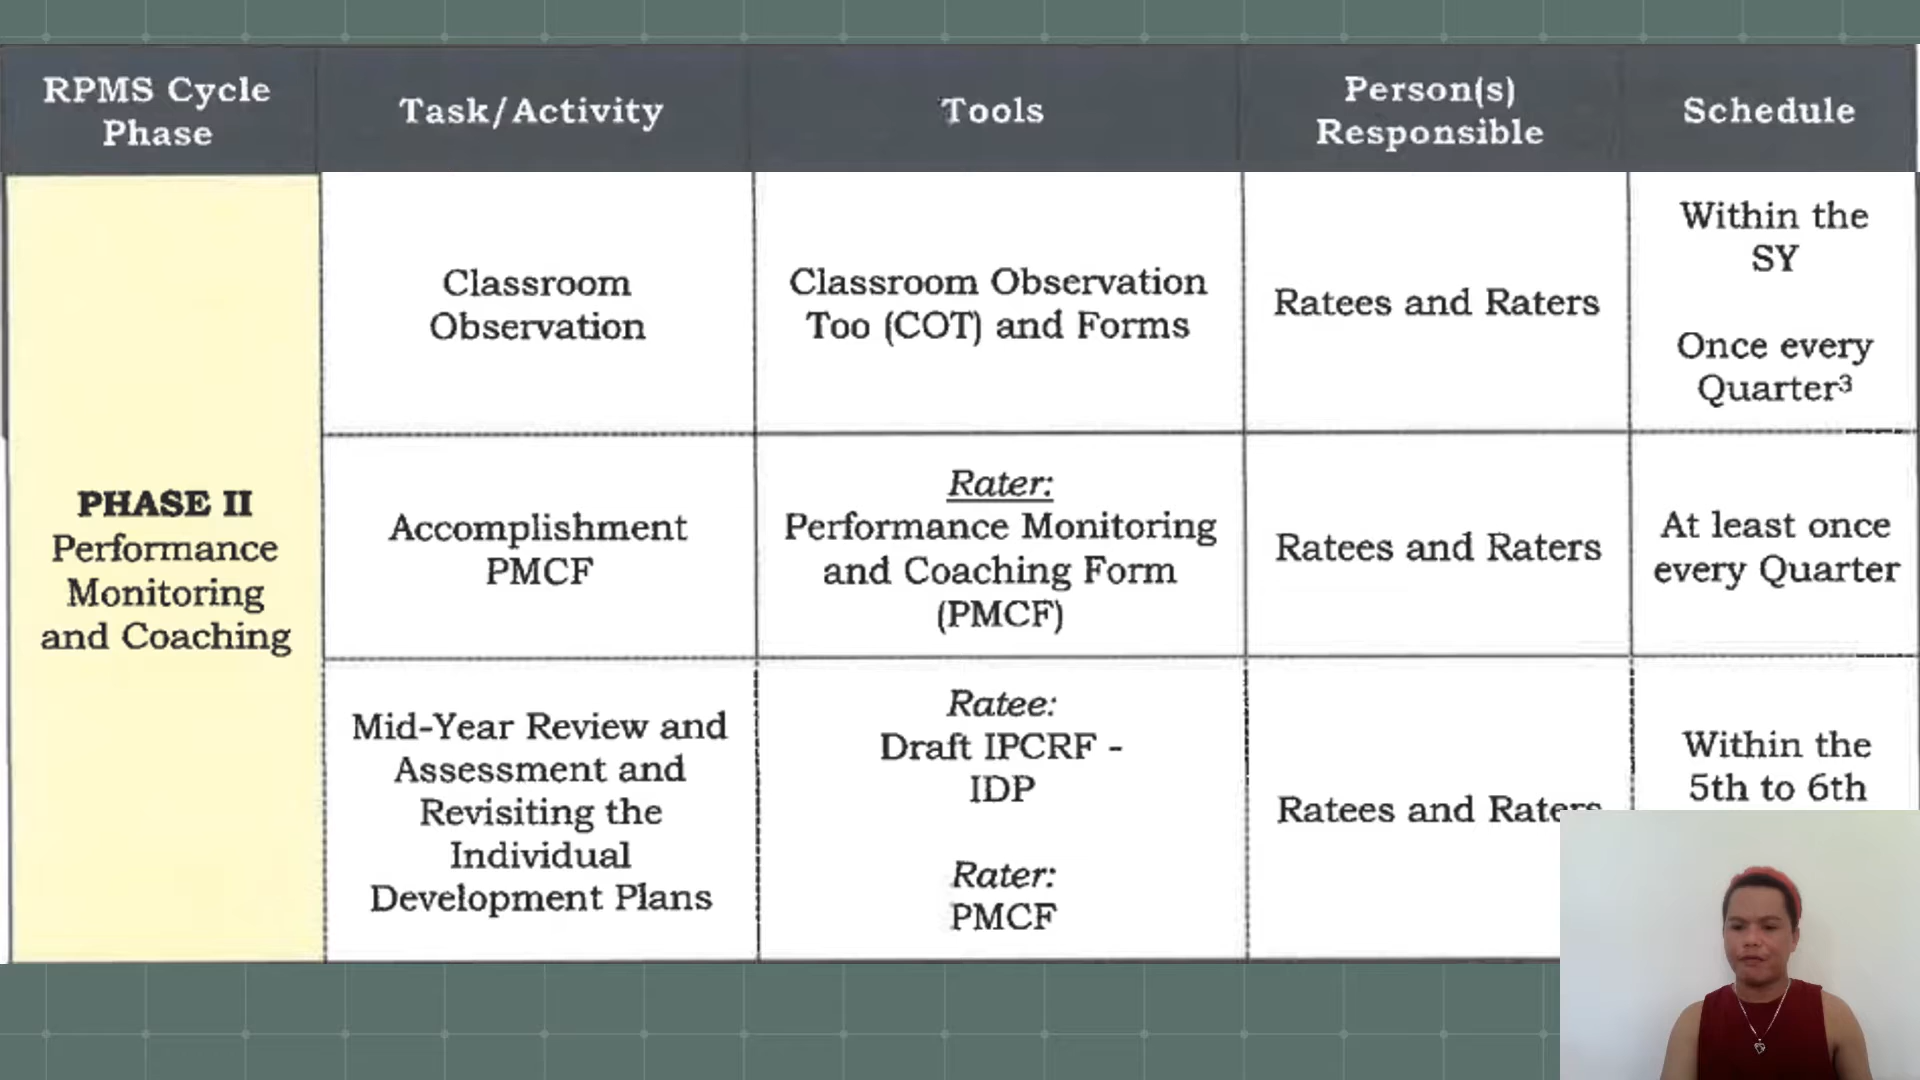 RPMS Cycle
Phase
Task/Activity
Tools
Person(s)
Responsible
Schedule
PHASE II
Performance
Monitoring
and Coaching
Classroom
Observation
Classroom Observation
Too (COT) and Forms
Ratees and Raters
Within the
SY
Once every
Quarter³
Accomplishment
PMCF
Rater:
Performance Monitoring
and Coaching Form
(PMCF)
Ratees and Raters
At least once
every Quarter
Mid-Year Review and
Assessment and
Revisiting the
Individual
Development Plans
Ratee:
Draft IPCRF -
IDP
Rater:
PMCF
Ratees and Raters
Within the
5th to 6th